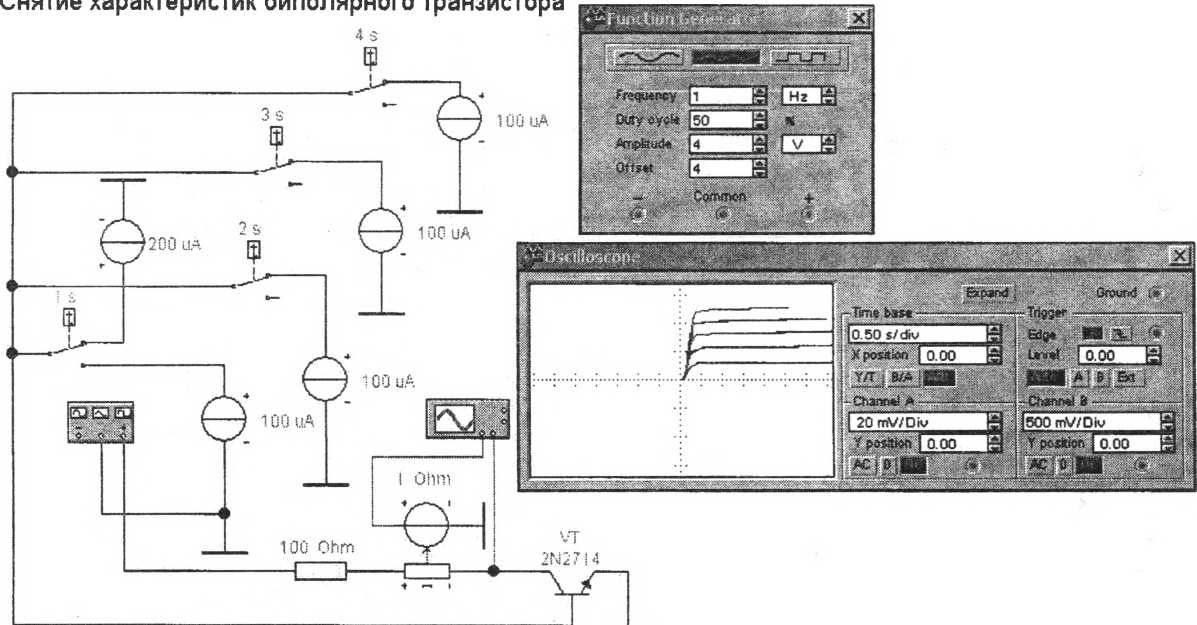 Снятие характеристик биполярного транзистора
4 s
100 uA
3 s
100 uA
200 uA
2 s
100 uA
1 s
100 uA
1 Ohm
100 Ohm
VT
2N2714
Function Generator
Frequency 1 Hz
Duty cycle 50 %
Amplitude 4 V
Offset 4
Common
Oscilloscope
Expand
Ground
Time base
0.50 s/div
X position 0.00
Y/T B/A
Trigger
Edge
Level 0.00
A B Ext
Channel A
20 mV/Div
Y position 0.00
AC 0
Channel B
500 mV/Div
Y position 0.00
AC 0